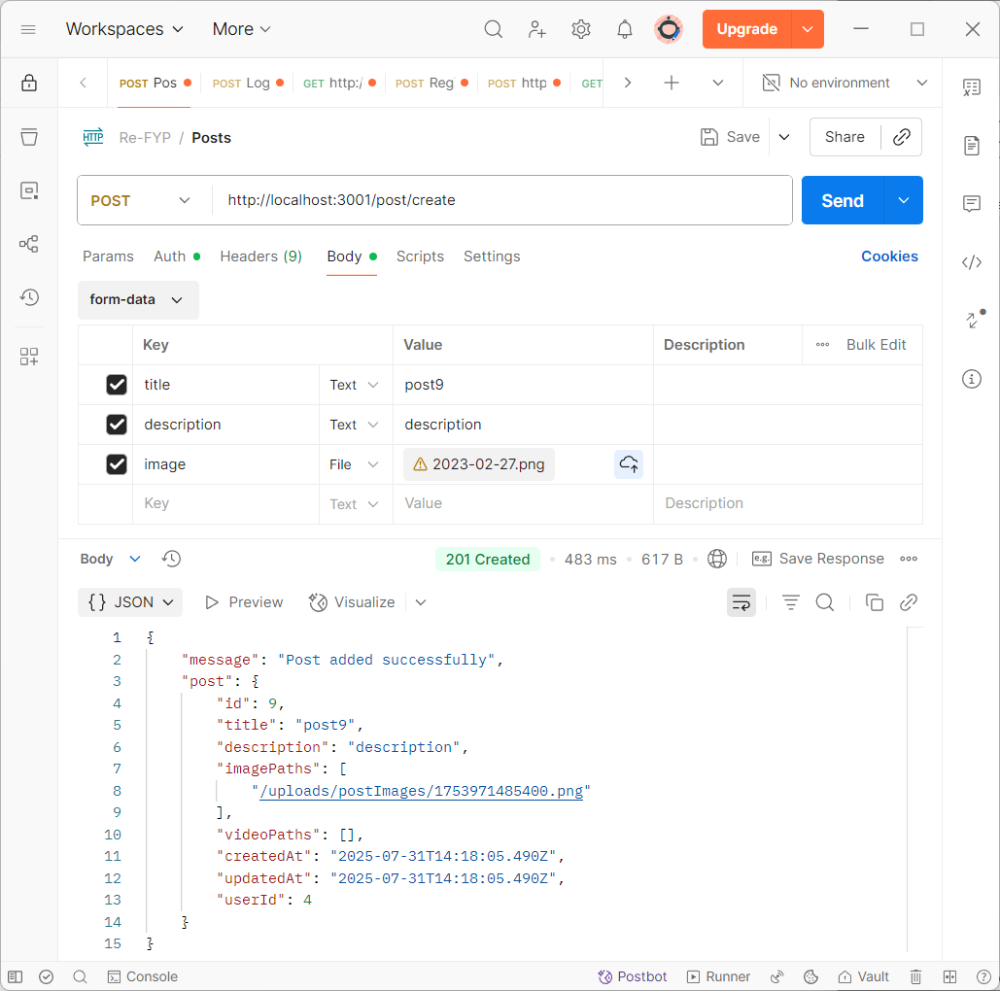 Workspaces More Upgrade
POST Pos POST Log GET http:/ POST Reg POST http GET No environment
HTTP Re-FYP / Posts Save Share
POST http://localhost:3001/post/create Send
Params Auth Headers (9) Body Scripts Settings Cookies
form-data
Key Value Description Bulk Edit
title Text post9
description Text description
image File 2023-02-27.png
Key Text Value Description
Body 201 Created 483 ms 617 B e.g. Save Response
{} JSON Preview Visualize
1 {
2 "message": "Post added successfully",
3 "post": {
4 "id": 9,
5 "title": "post9",
6 "description": "description",
7 "imagePaths": [
8 "/uploads/postImages/1753971485400.png"
9 ],
10 "videoPaths": [],
11 "createdAt": "2025-07-31T14:18:05.490Z",
12 "updatedAt": "2025-07-31T14:18:05.490Z",
13 "userId": 4
14 }
15 }
Console Postbot Runner Vault